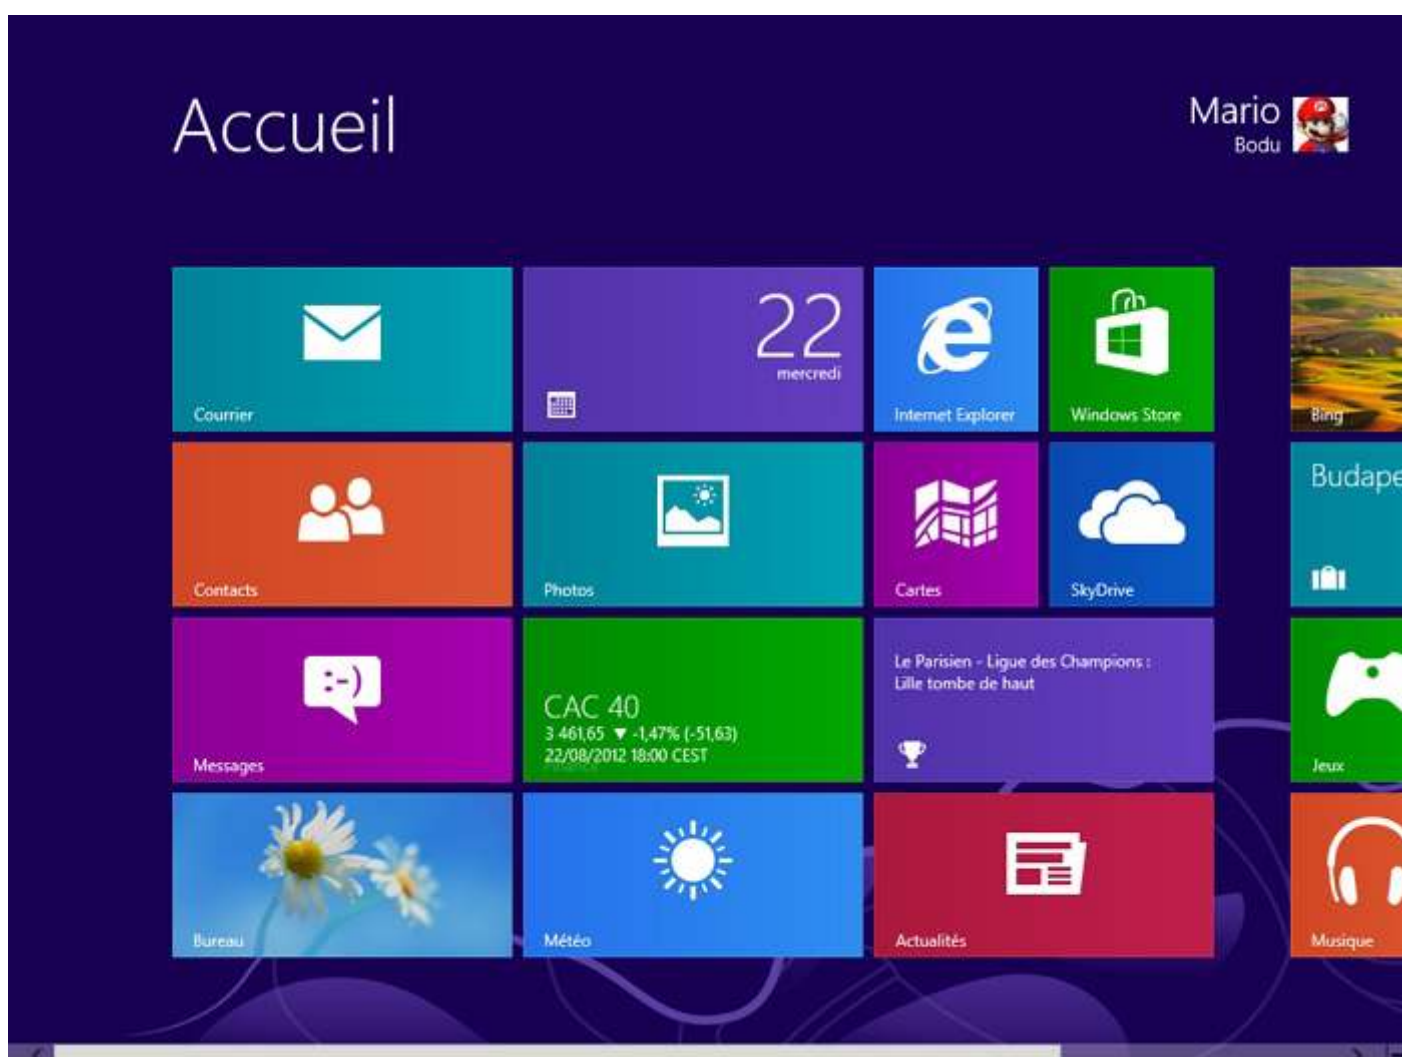 Accueil
Mario
Bodu
Courrier
22
mercredi
Internet Explorer
Windows Store
Bing
Contacts
Photos
Cartes
SkyDrive
Budape
Messages
CAC 40
3 461,65 ▼ -1,47% (-51,63)
22/08/2012 18:00 CEST
Finance
Le Parisien - Ligue des Champions :
Lille tombe de haut
Jeux
Bureau
Météo
Actualités
Musique